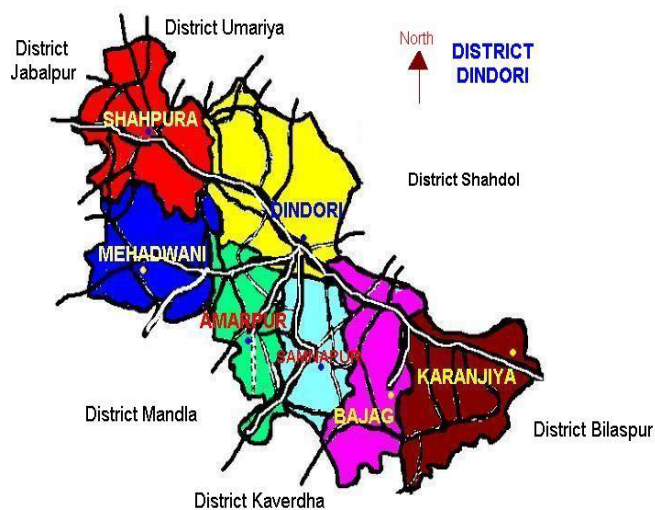 District Umariya
District
Jabalpur
North
DISTRICT
DINDORI
SHAHPURA
District Shahdol
DINDORI
MEHADWANI
AMARPUR
SAMNAPUR
KARANJIYA
BAJAG
District Mandla
District Bilaspur
District Kaverdha